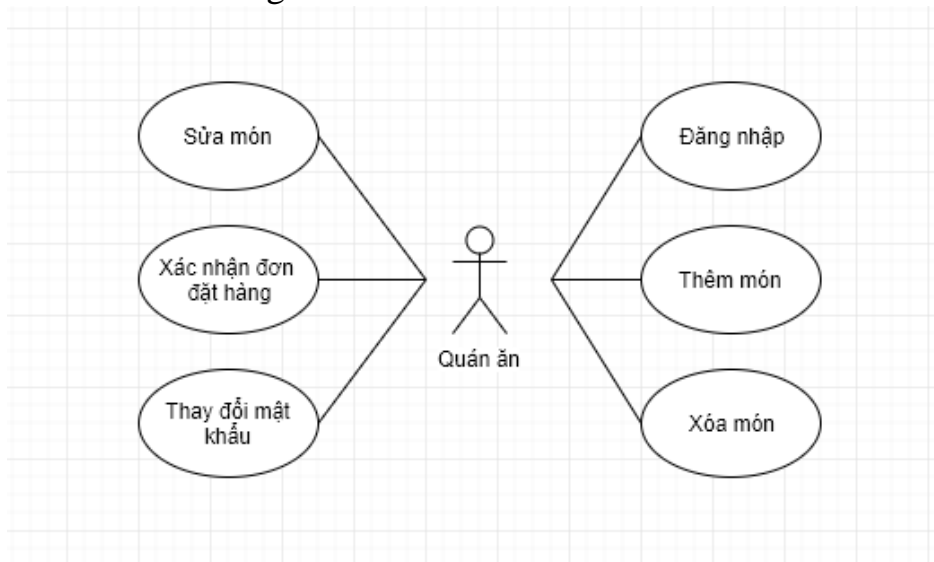 Sửa món
Đăng nhập
Xác nhận đơn
đặt hàng
Thêm món
Quán ăn
Thay đổi mật
khẩu
Xóa món